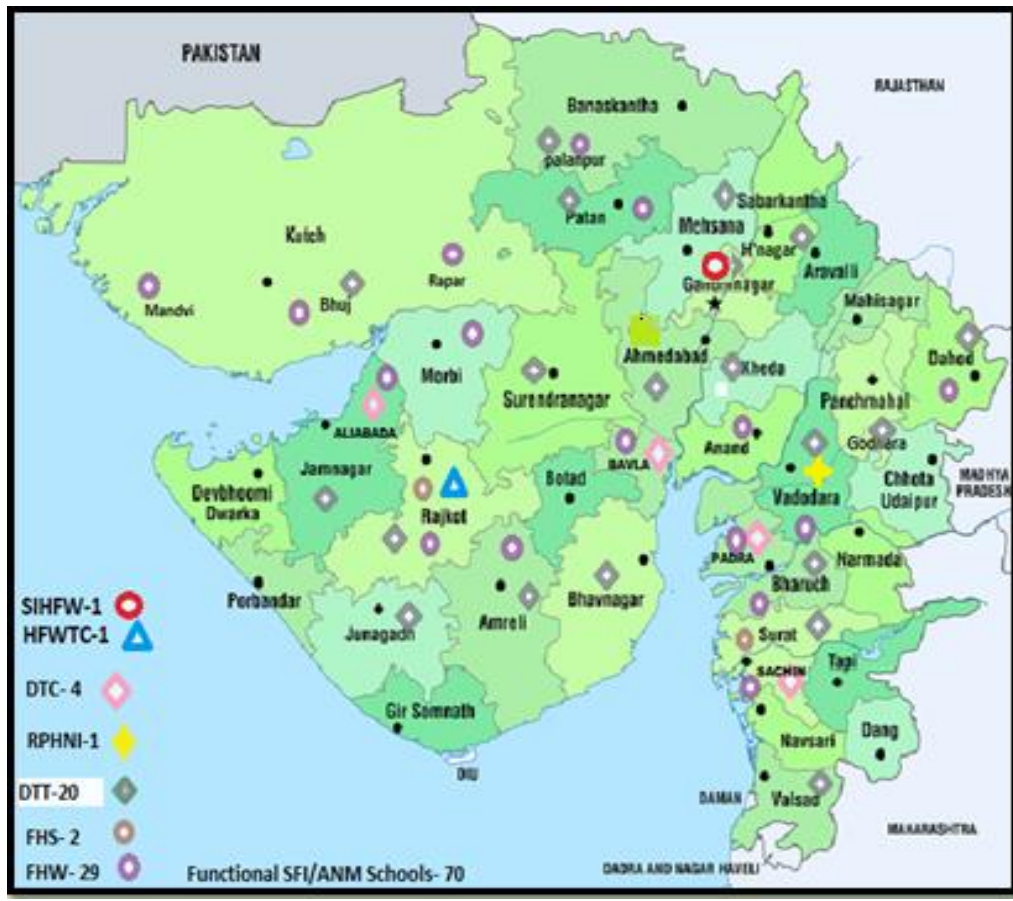 PAKISTAN
RAJASTHAN
Banaskantha
palanpur
Patan
Sabarkantha
Mehsana
H'nagar
Aravalli
Kutch
Rapar
Mandvi
Bhuj
Gandhinagar
Mahisagar
Ahmedabad
Kheda
Dahod
Morbi
Surendranagar
Panchmahal
ALIABADA
Anand
Godhara
BAVLA
Jamnagar
Botad
Chhota
Udaipur
MADHYA
PRADESH
Devbhoomi
Dwarka
Vadodara
Rajkot
PADRA
Narmada
Bharuch
Porbandar
Bhavnagar
Amreli
Junagadh
Surat
SACHIN
Tapi
Gir Somnath
Dang
Navsari
DIU
DAMAN
Valsad
MAHARASHTRA
DADRA AND NAGAR HAVELI
SIHFW-1
HFWTC-1
DTC- 4
RPHNI-1
DTT-20
FHS- 2
FHW- 29
Functional SFI/ANM Schools- 70